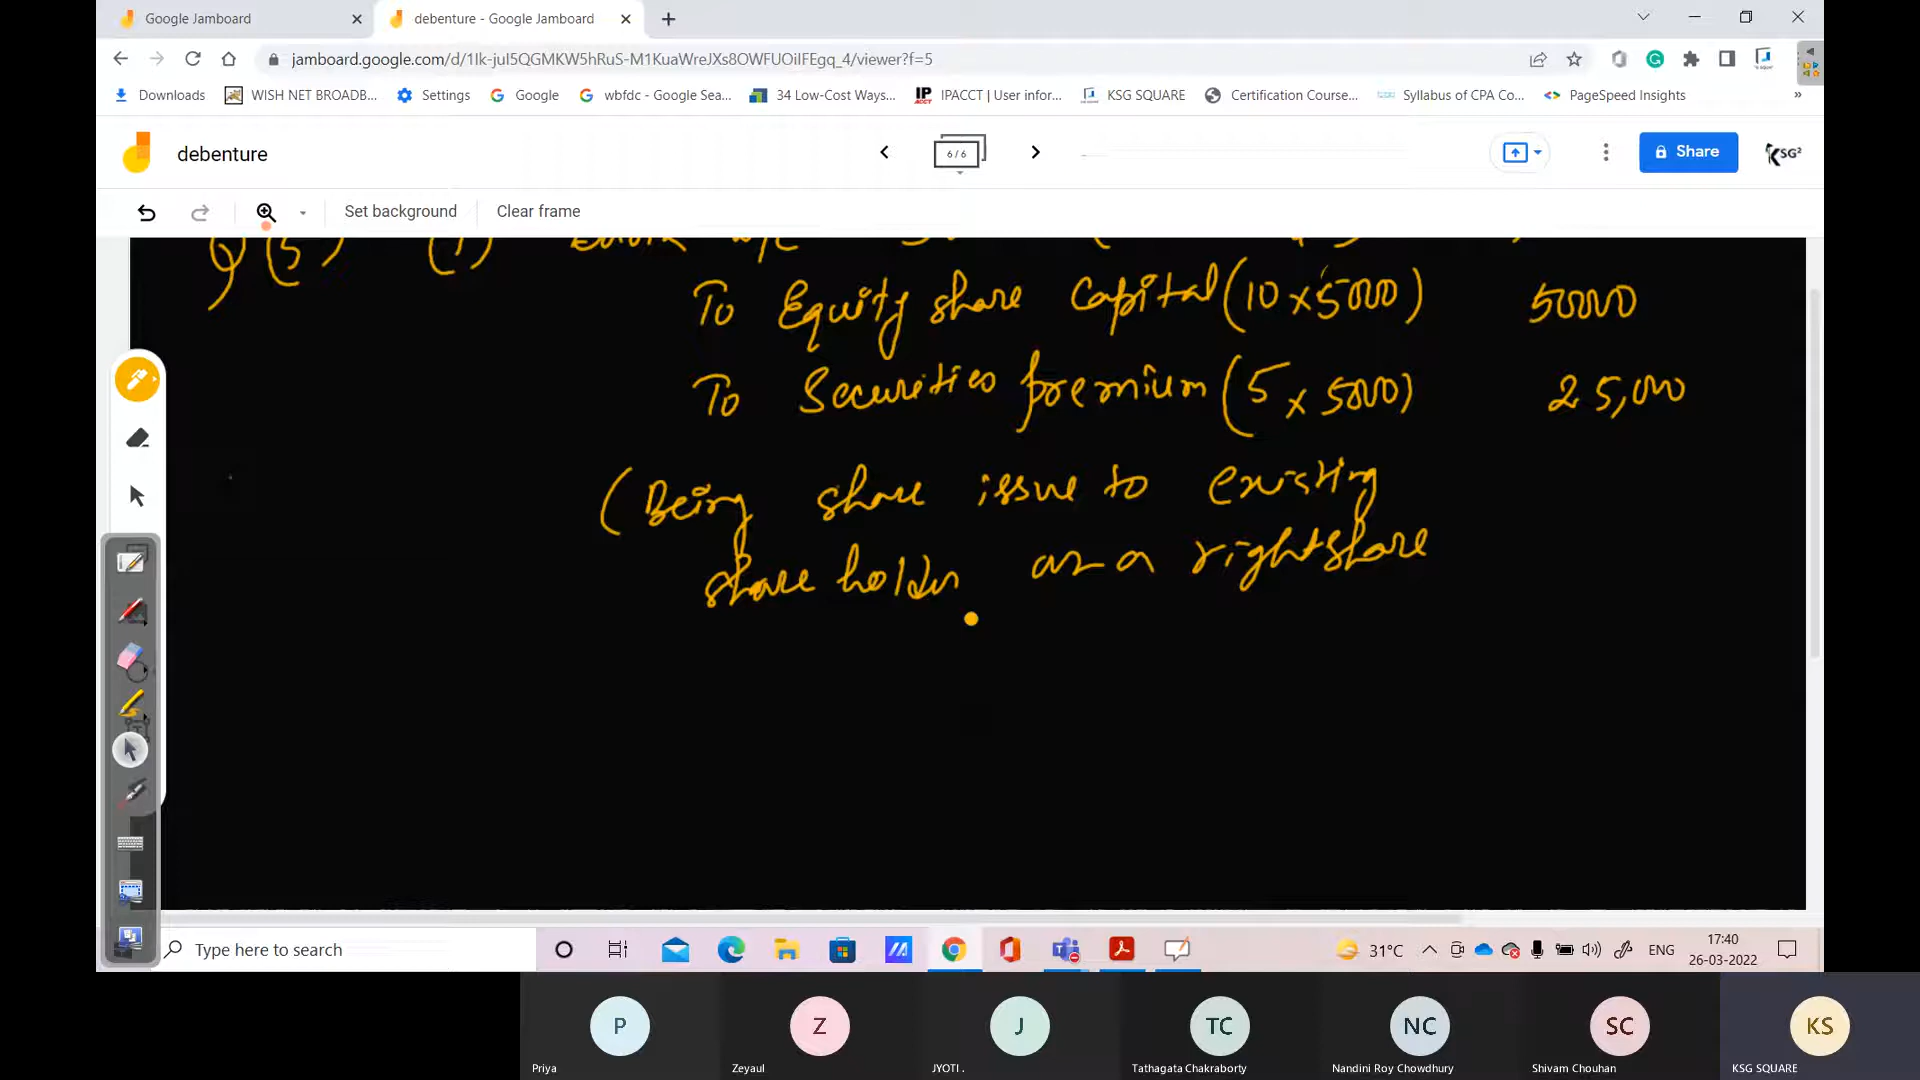 Google Jamboard
debenture - Google Jamboard
jamboard.google.com/d/1Ik-juI5QGMKW5hRuS-M1KuaWreJXs8OWFUOilFEgq_4/viewer?f=5
Downloads WISH NET BROADB... Settings Google wbfdc - Google Sea... 34 Low-Cost Ways... IPACCT | User infor... KSG SQUARE Certification Course... Syllabus of CPA Co... PageSpeed Insights »
debenture
6 / 6
Share
KSG²
Set background Clear frame
Q (5) (1)
To Equity share Capital (10 x 5000) 50000
To Securities premium (5 x 5000) 25,000
(Being share issue to existing
share holder as a right share
Type here to search
31°C
ENG
17:40
26-03-2022
P Z J TC NC SC KS
Priya Zeyaul JYOTI . Tathagata Chakraborty Nandini Roy Chowdhury Shivam Chouhan KSG SQUARE